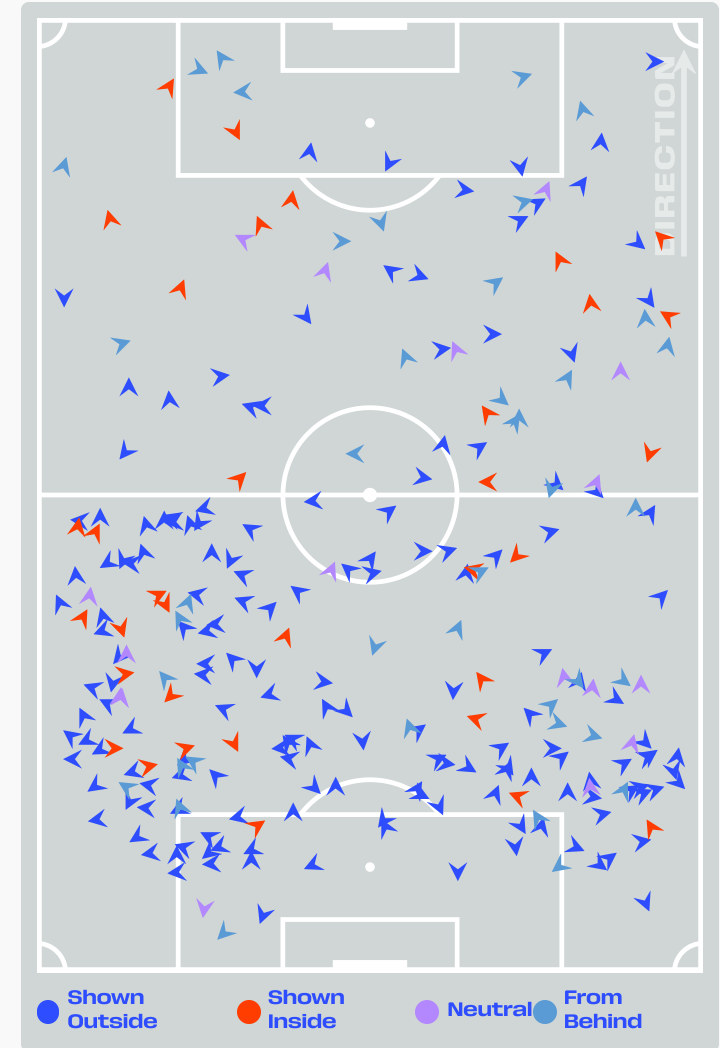 DIRECTION
Shown
Outside
Shown
Inside
Neutral
From
Behind